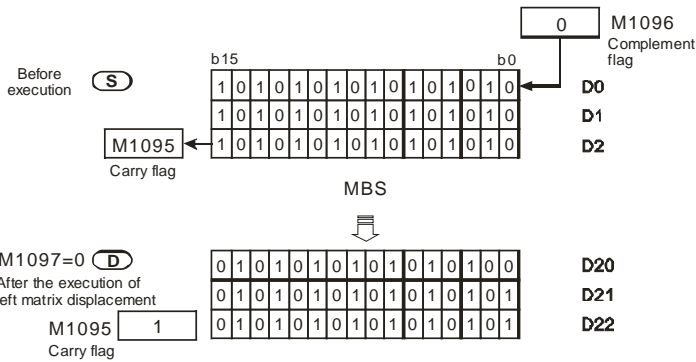 0 M1096
Complement
flag
b15 b0
Before
execution
S
1 0 1 0 1 0 1 0 1 0 1 0 1 0 1 0 D0
1 0 1 0 1 0 1 0 1 0 1 0 1 0 1 0 D1
M1095 1 0 1 0 1 0 1 0 1 0 1 0 1 0 1 0 D2
Carry flag
MBS
M1097=0 D
0 1 0 1 0 1 0 1 0 1 0 1 0 1 0 0 D20
After the execution of
eft matrix displacement
0 1 0 1 0 1 0 1 0 1 0 1 0 1 0 1 D21
M1095 1 0 1 0 1 0 1 0 1 0 1 0 1 0 1 0 1 D22
Carry flag